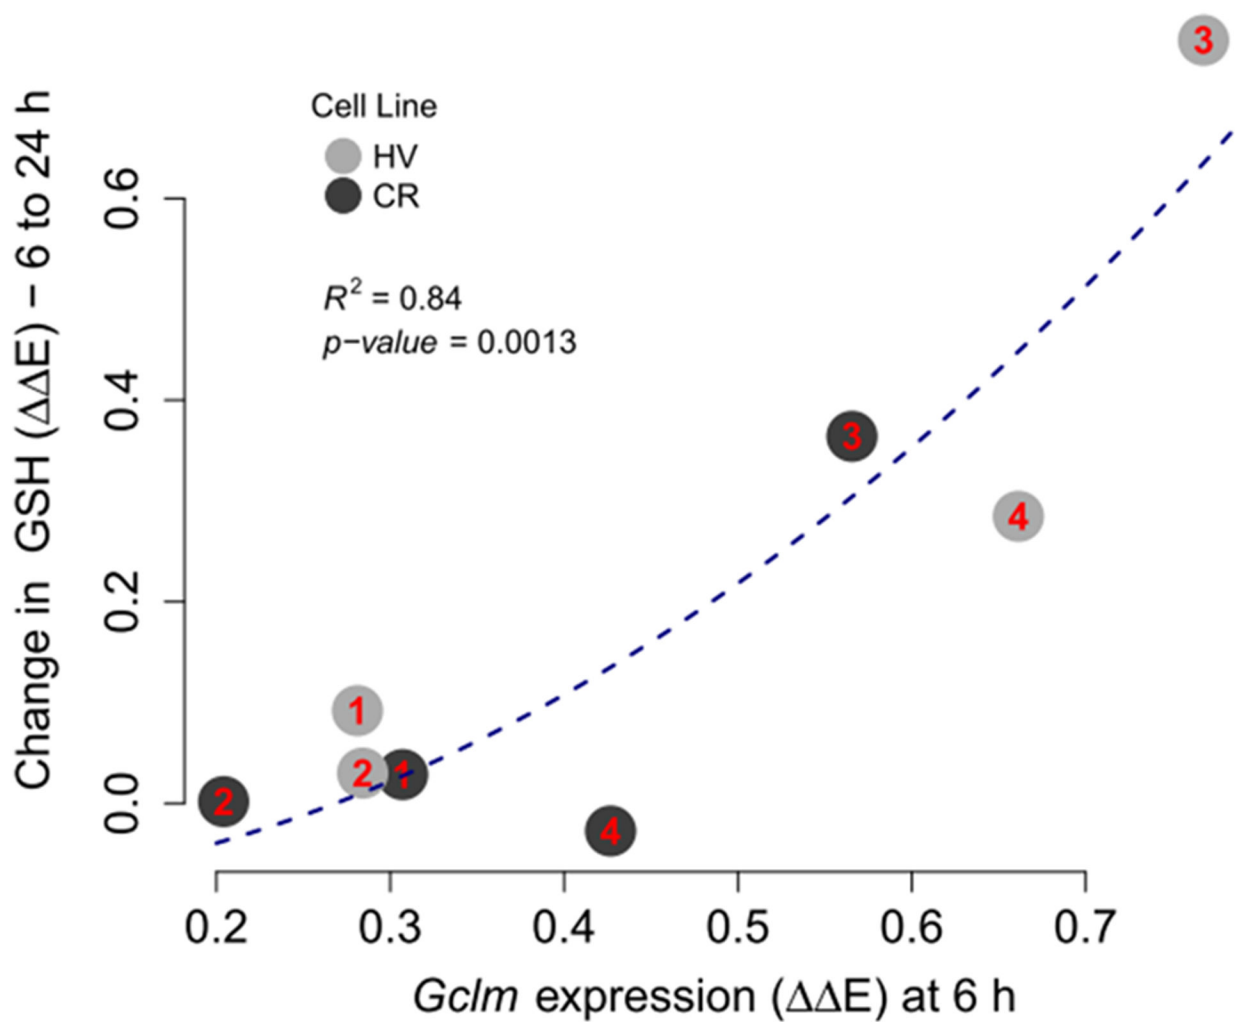 Cell Line
HV
CR
R² = 0.84
p−value = 0.0013
Change in GSH (ΔΔE) − 6 to 24 h
0.6
0.4
0.2
0.0
3
3
4
1
2
1
2
4
0.2 0.3 0.4 0.5 0.6 0.7
Gclm expression (ΔΔE) at 6 h